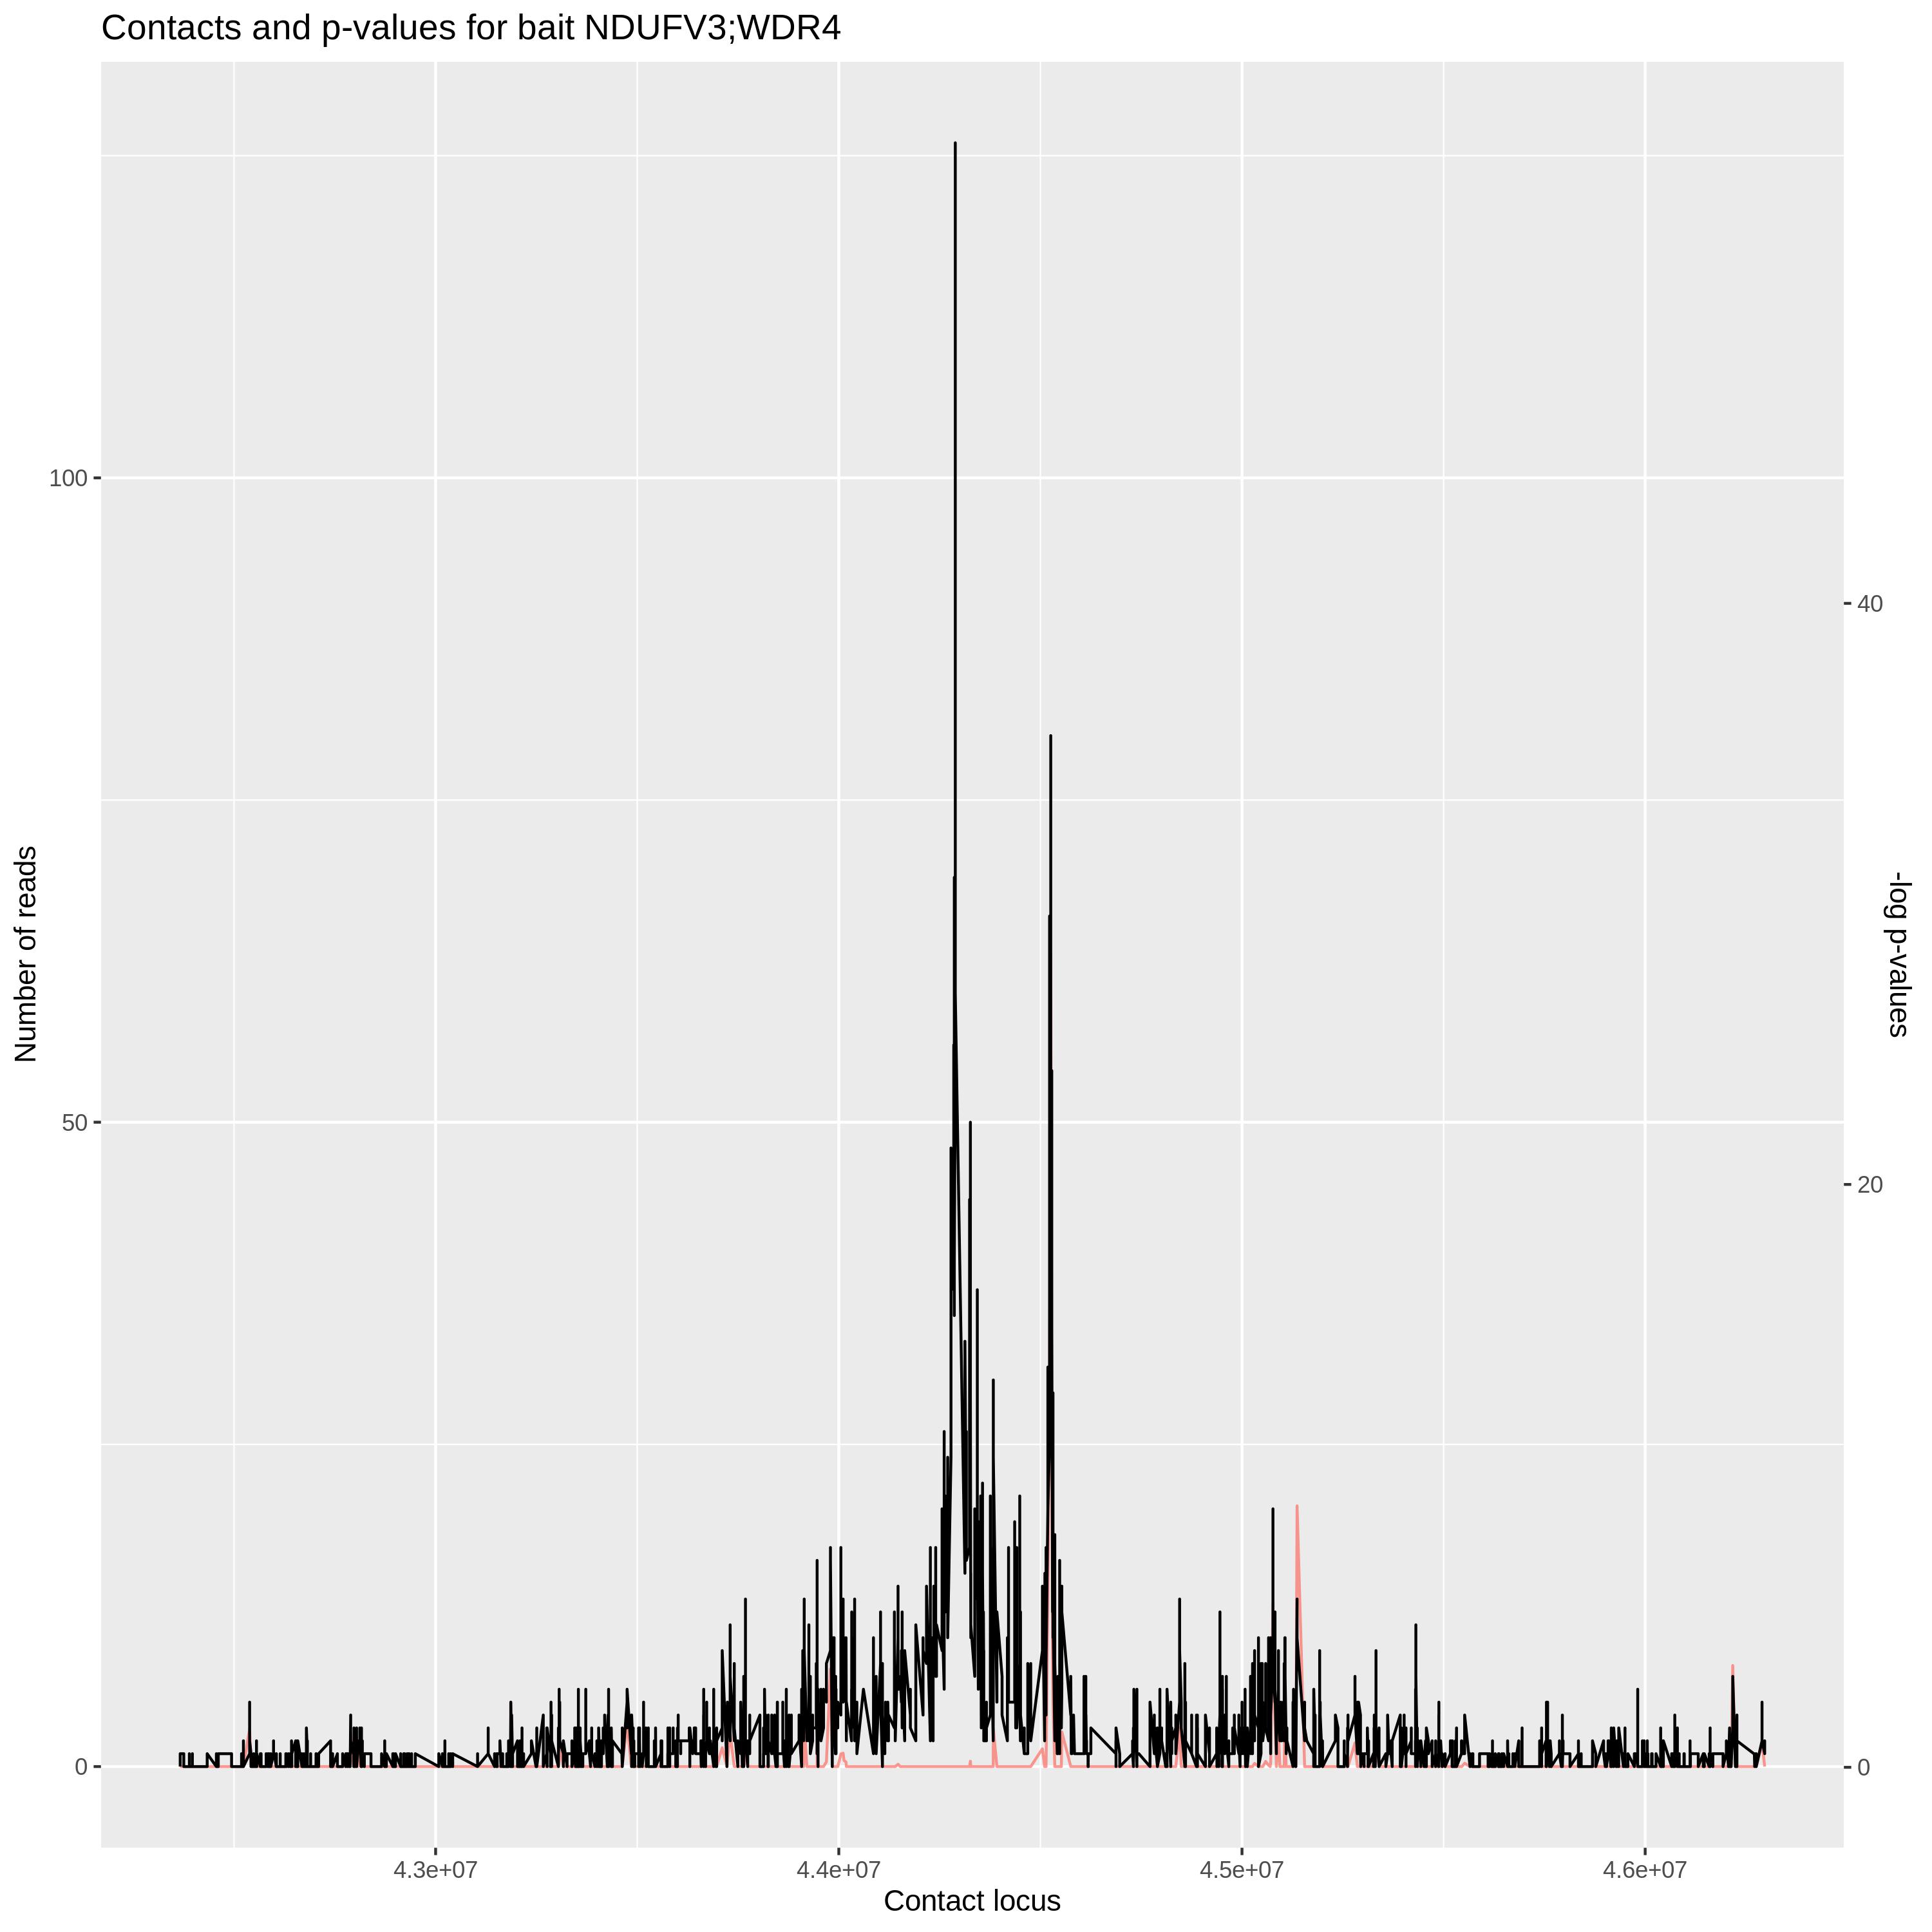 Contacts and p-values for bait NDUFV3;WDR4
100
50
0
Number of reads
40
20
0
-log p-values
4.3e+07
4.4e+07
4.5e+07
4.6e+07
Contact locus